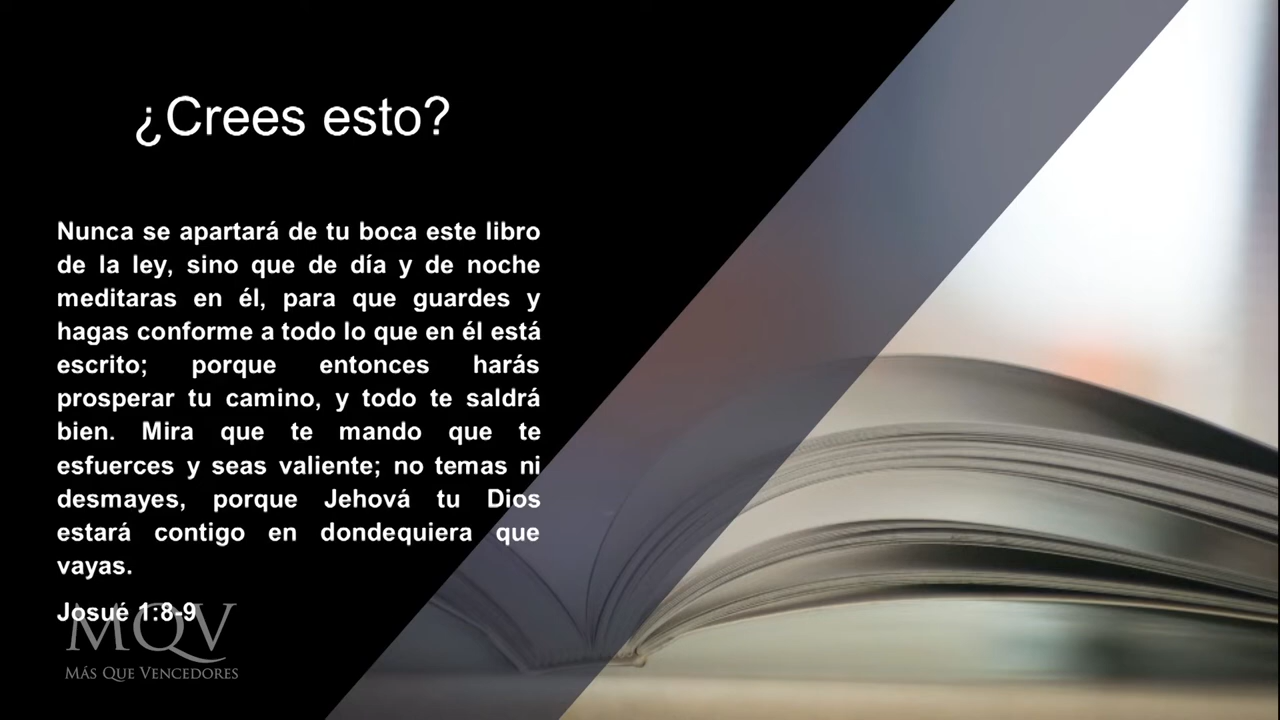 ¿Crees esto?
Nunca se apartará de tu boca este libro
de la ley, sino que de día y de noche
meditaras en él, para que guardes y
hagas conforme a todo lo que en él está
escrito; porque entonces harás
prosperar tu camino, y todo te saldrá
bien. Mira que te mando que te
esfuerces y seas valiente; no temas ni
desmayes, porque Jehová tu Dios
estará contigo en dondequiera que
vayas.
Josué 1:8-9
MQV
MÁS QUE VENCEDORES